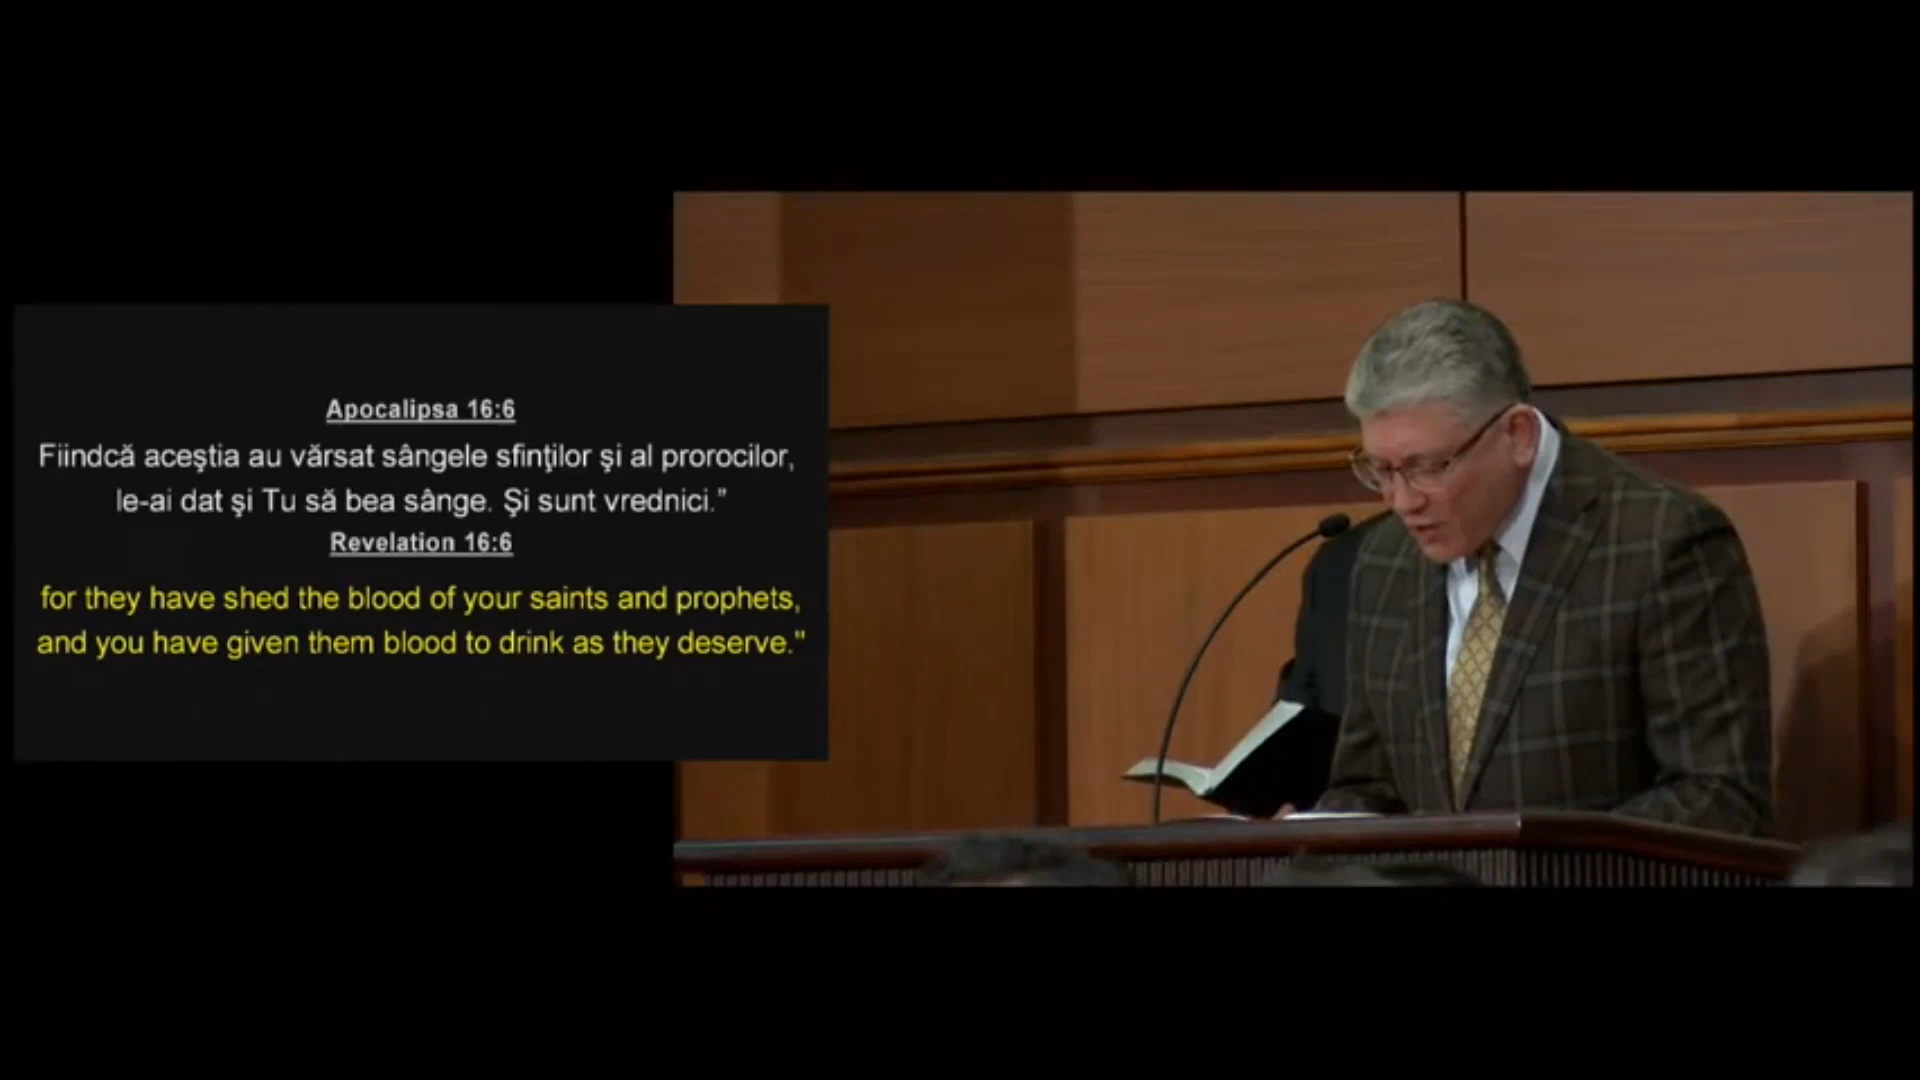 Apocalipsa 16:6
Fiindcă aceştia au vărsat sângele sfinţilor şi al prorocilor,
le-ai dat şi Tu să bea sânge. Şi sunt vrednici.”
Revelation 16:6
for they have shed the blood of your saints and prophets,
and you have given them blood to drink as they deserve."